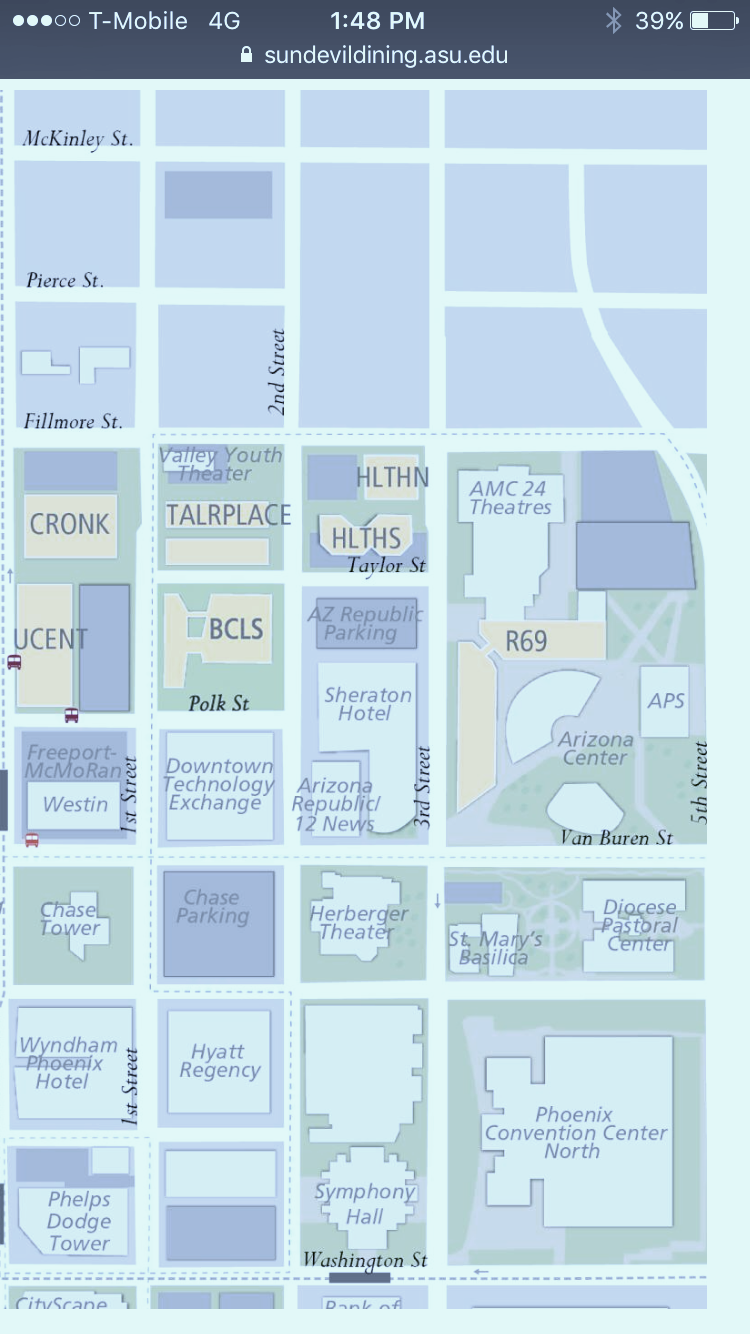 T-Mobile 4G 1:48 PM 39%
sundevildining.asu.edu
McKinley St.
Pierce St.
2nd Street
Fillmore St.
Valley Youth
Theater
HLTHN
AMC 24
Theatres
CRONK
TALRPLACE
HLTHS
Taylor St
UCENT
BCLS
AZ Republic
Parking
R69
Polk St
Sheraton
Hotel
APS
Freeport-
McMoRan
Westin
1st Street
Downtown
Technology
Exchange
Arizona
Republic/
12 News
3rd Street
Arizona
Center
5th Street
Van Buren St
Chase
Tower
Chase
Parking
Herberger
Theater
St. Mary's
Basilica
Diocese
Pastoral
Center
Wyndham
Phoenix
Hotel
1st Street
Hyatt
Regency
Phoenix
Convention Center
North
Phelps
Dodge
Tower
Symphony
Hall
Washington St
CityScape
Bank of